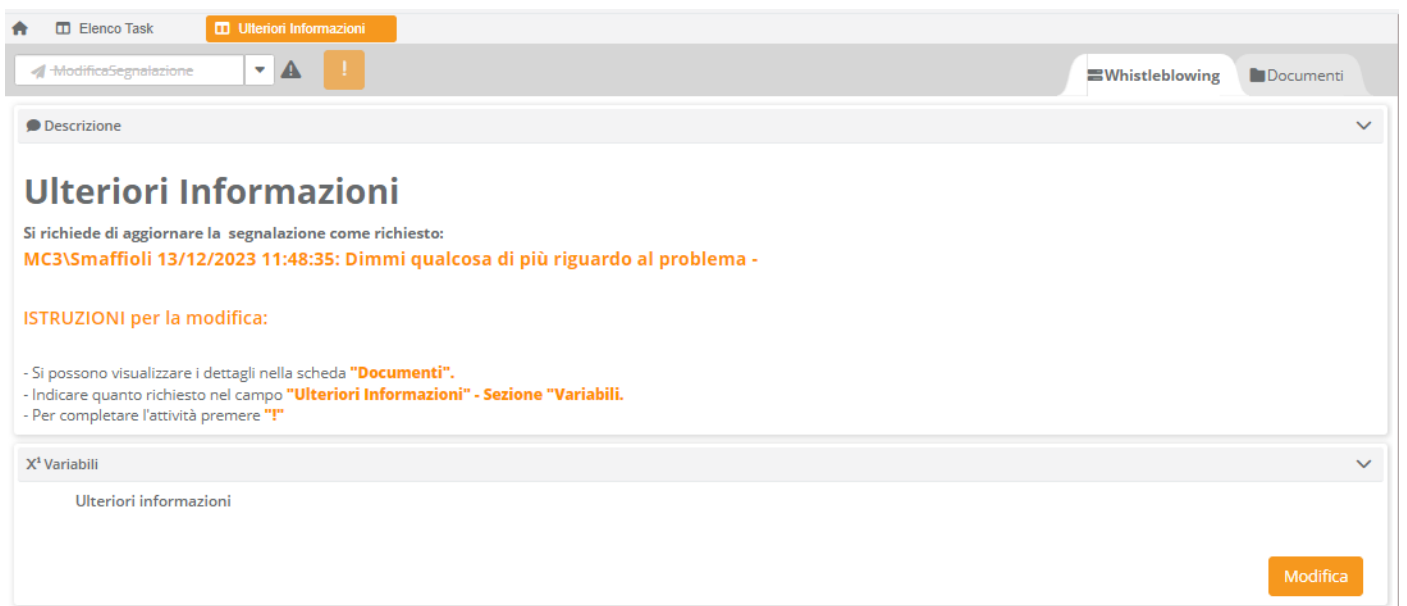 Elenco Task
Ulteriori Informazioni
ModificaSegnalazione
!
Whistleblowing
Documenti
Descrizione
Ulteriori Informazioni
Si richiede di aggiornare la segnalazione come richiesto:
MC3\Smaffioli 13/12/2023 11:48:35: Dimmi qualcosa di più riguardo al problema -
ISTRUZIONI per la modifica:
- Si possono visualizzare i dettagli nella scheda "Documenti".
- Indicare quanto richiesto nel campo "Ulteriori Informazioni" - Sezione "Variabili.
- Per completare l'attività premere "!"
X¹ Variabili
Ulteriori informazioni
Modifica